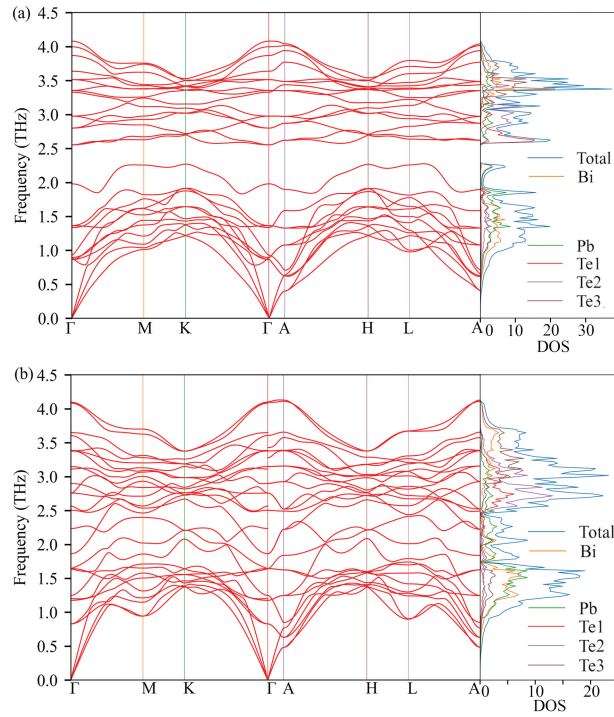 (a)
4.5
4.0
3.5
3.0
2.5
2.0
1.5
1.0
0.5
0.0
Frequency (THz)
Γ M K Γ A H L A
Total
Bi
Pb
Te1
Te2
Te3
0 10 20 30
DOS
(b)
4.5
4.0
3.5
3.0
2.5
2.0
1.5
1.0
0.5
0.0
Frequency (THz)
Γ M K Γ A H L A
Total
Bi
Pb
Te1
Te2
Te3
0 10 20
DOS